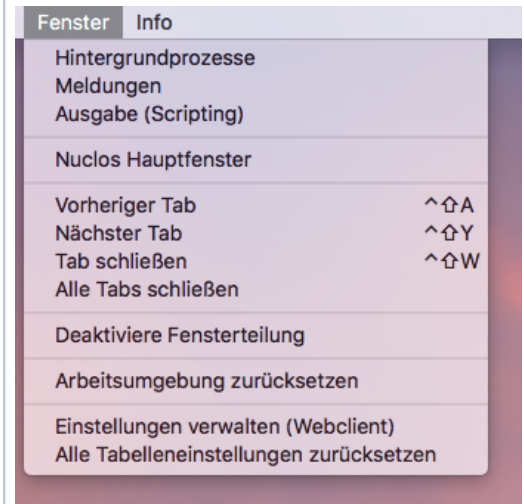 Fenster Info
Hintergrundprozesse
Meldungen
Ausgabe (Scripting)
Nuclos Hauptfenster
Vorheriger Tab ^⇧A
Nächster Tab ^⇧Y
Tab schließen ^⇧W
Alle Tabs schließen
Deaktiviere Fensterteilung
Arbeitsumgebung zurücksetzen
Einstellungen verwalten (Webclient)
Alle Tabelleneinstellungen zurücksetzen